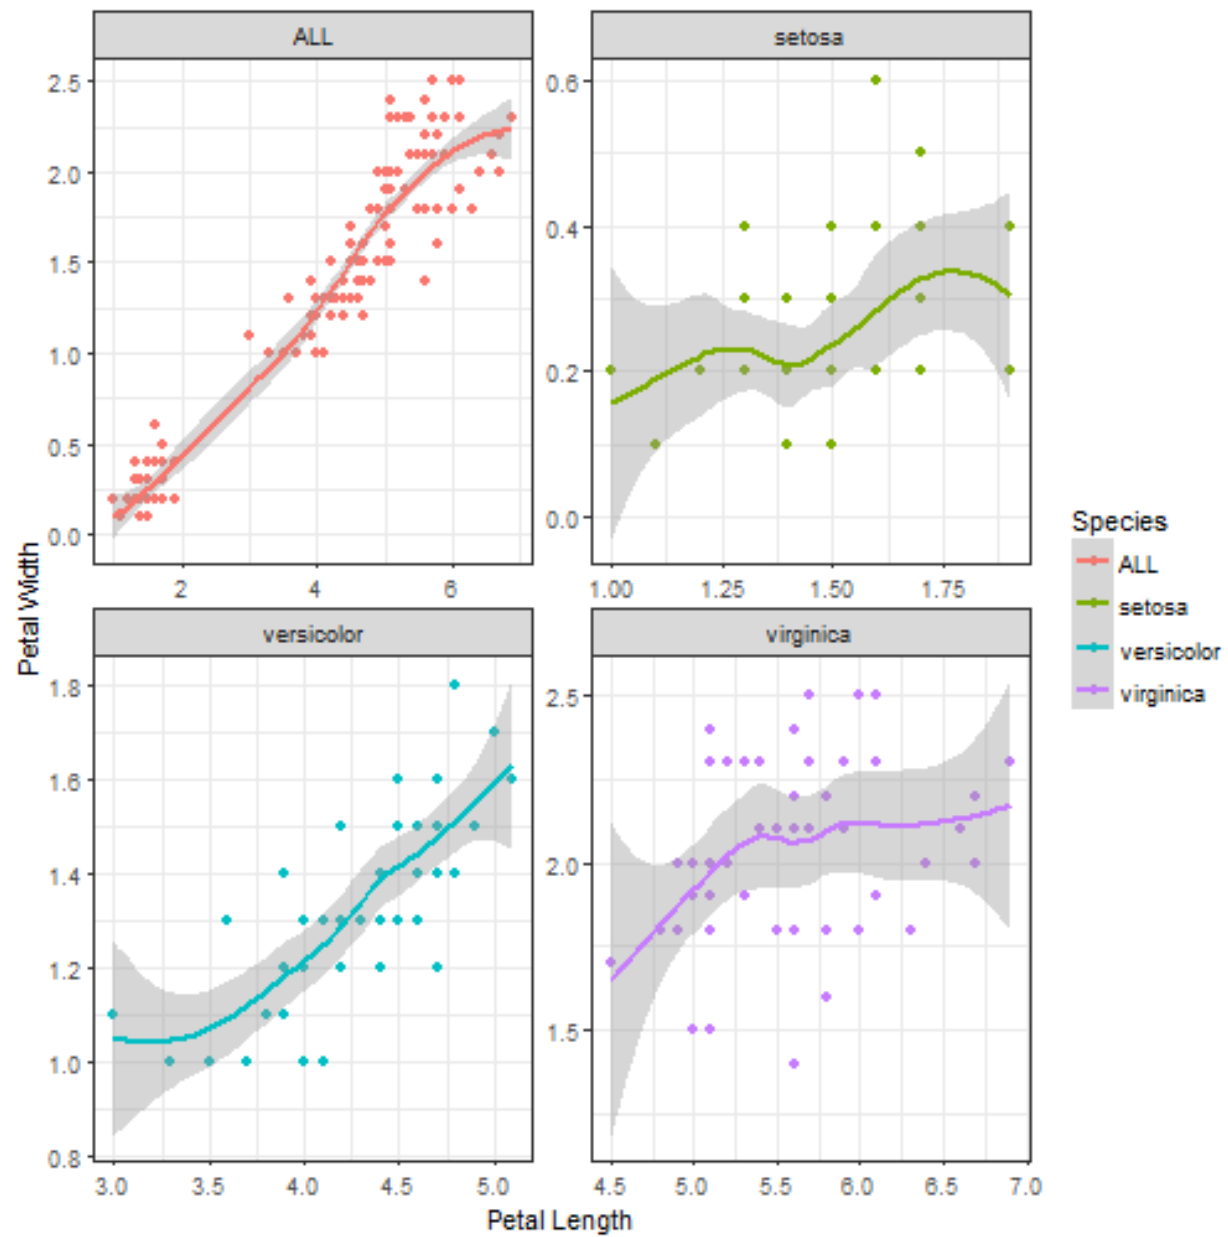 ALL
setosa
2.5
2.0
1.5
1.0
0.5
0.0
2 4 6
0.6
0.4
0.2
0.0
1.00 1.25 1.50 1.75
Petal Width
versicolor
virginica
1.8
1.6
1.4
1.2
1.0
0.8
3.0 3.5 4.0 4.5 5.0
2.5
2.0
1.5
4.5 5.0 5.5 6.0 6.5 7.0
Petal Length
Species
ALL
setosa
versicolor
virginica